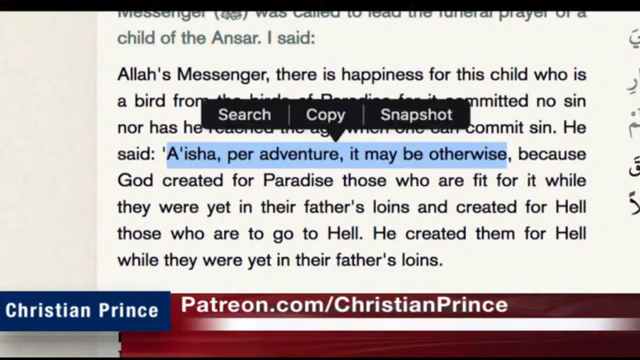 Messenger (ﷺ) was called to lead the funeral prayer of a
child of the Ansar. I said:
Allah's Messenger, there is happiness for this child who is
a bird from the birds of Paradise for it committed no sin
nor has he reached the age when one can commit sin. He
said: 'A'isha, per adventure, it may be otherwise, because
God created for Paradise those who are fit for it while
they were yet in their father's loins and created for Hell
those who are to go to Hell. He created them for Hell
while they were yet in their father's loins.
Search
Copy
Snapshot
Christian Prince
Patreon.com/ChristianPrince